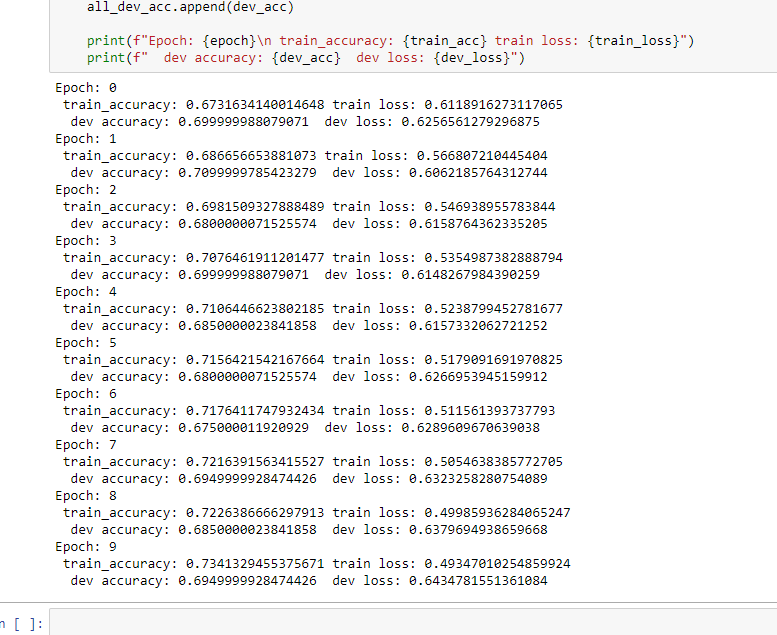 all_dev_acc.append(dev_acc)
print(f"Epoch: {epoch}\n train_accuracy: {train_acc} train loss: {train_loss}")
print(f"  dev accuracy: {dev_acc}  dev loss: {dev_loss}")
Epoch: 0
train_accuracy: 0.6731634140014648 train loss: 0.6118916273117065
dev accuracy: 0.699999988079071  dev loss: 0.6256561279296875
Epoch: 1
train_accuracy: 0.686656653881073 train loss: 0.566807210445404
dev accuracy: 0.7099999785423279  dev loss: 0.6062185764312744
Epoch: 2
train_accuracy: 0.6981509327888489 train loss: 0.546938955783844
dev accuracy: 0.6800000071525574  dev loss: 0.6158764362335205
Epoch: 3
train_accuracy: 0.7076461911201477 train loss: 0.5354987382888794
dev accuracy: 0.699999988079071  dev loss: 0.6148267984390259
Epoch: 4
train_accuracy: 0.7106446623802185 train loss: 0.5238799452781677
dev accuracy: 0.6850000023841858  dev loss: 0.6157332062721252
Epoch: 5
train_accuracy: 0.7156421542167664 train loss: 0.5179091691970825
dev accuracy: 0.6800000071525574  dev loss: 0.6266953945159912
Epoch: 6
train_accuracy: 0.7176411747932434 train loss: 0.511561393737793
dev accuracy: 0.675000011920929  dev loss: 0.6289609670639038
Epoch: 7
train_accuracy: 0.7216391563415527 train loss: 0.5054638385772705
dev accuracy: 0.6949999928474426  dev loss: 0.6323258280754089
Epoch: 8
train_accuracy: 0.7226386666297913 train loss: 0.49985936284065247
dev accuracy: 0.6850000023841858  dev loss: 0.6379694938659668
Epoch: 9
train_accuracy: 0.7341329455375671 train loss: 0.49347010254859924
dev accuracy: 0.6949999928474426  dev loss: 0.6434781551361084
n [ ]: